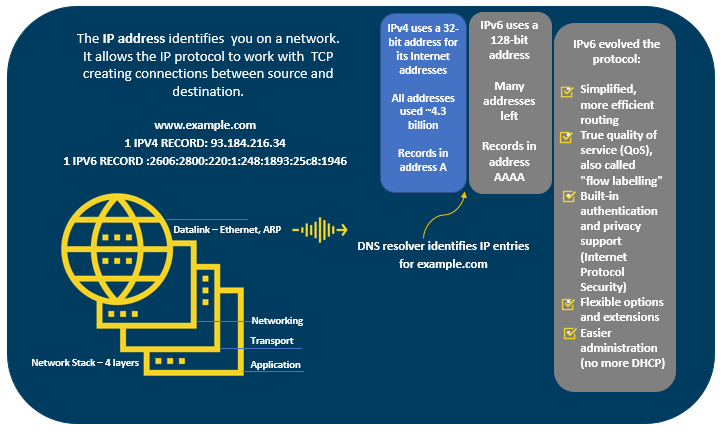 The IP address identifies you on a network.
It allows the IP protocol to work with TCP
creating connections between source and
destination.
www.example.com
1 IPV4 RECORD: 93.184.216.34
1 IPV6 RECORD :2606:2800:220:1:248:1893:25c8:1946
IPv4 uses a 32-
bit address for
its Internet
addresses
All addresses
used ~4.3
billion
Records in
address A
IPv6 uses a
128-bit
address
Many
addresses
left
Records in
address
AAAA
IPv6 evolved the
protocol:
Simplified,
more efficient
routing
True quality of
service (QoS),
also called
"flow labelling"
Built-in
authentication
and privacy
support
(Internet
Protocol
Security)
Flexible options
and extensions
Easier
administration
(no more DHCP)
Datalink – Ethernet, ARP
DNS resolver identifies IP entries
for example.com
Networking
Transport
Network Stack – 4 layers
Application